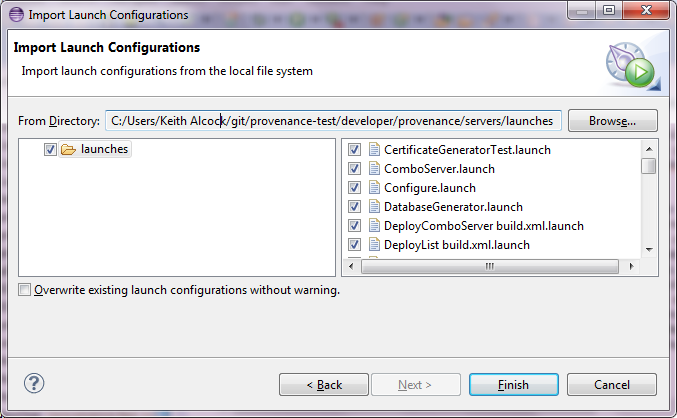 Import Launch Configurations
Import Launch Configurations
Import launch configurations from the local file system
From Directory: C:/Users/Keith Alcock/git/provenance-test/developer/provenance/servers/launches Browse...
launches
CertificateGeneratorTest.launch
ComboServer.launch
Configure.launch
DatabaseGenerator.launch
DeployComboServer build.xml.launch
DeployList build.xml.launch
Overwrite existing launch configurations without warning.
? < Back Next > Finish Cancel